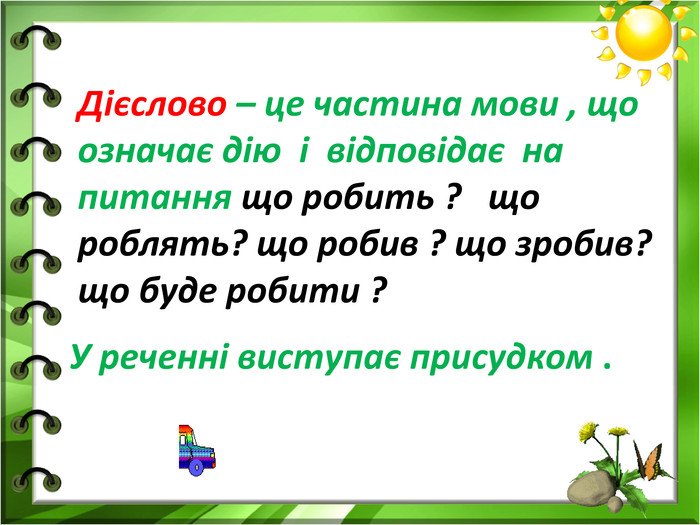 Дієслово – це частина мови , що
означає дію і відповідає на
питання що робить ? що
роблять? що робив ? що зробив?
що буде робити ?
У реченні виступає присудком .